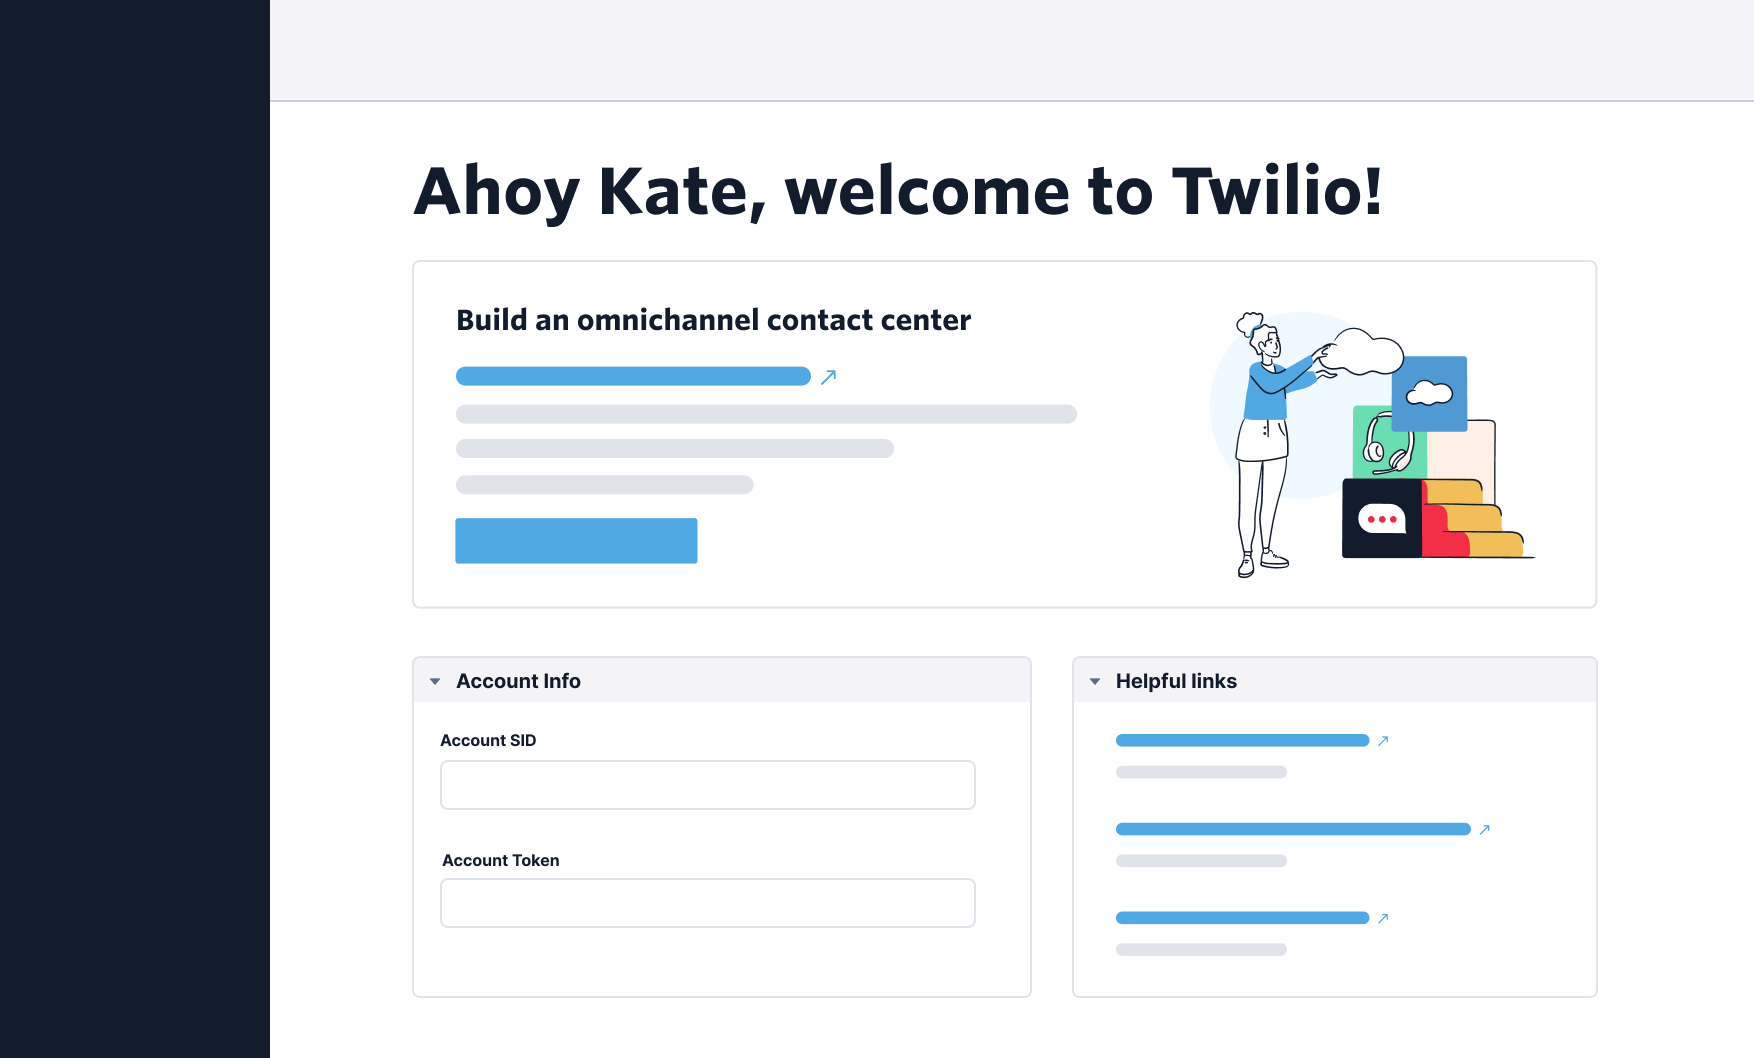 Ahoy Kate, welcome to Twilio!
Build an omnichannel contact center
Account Info
Account SID
Account Token
Helpful links